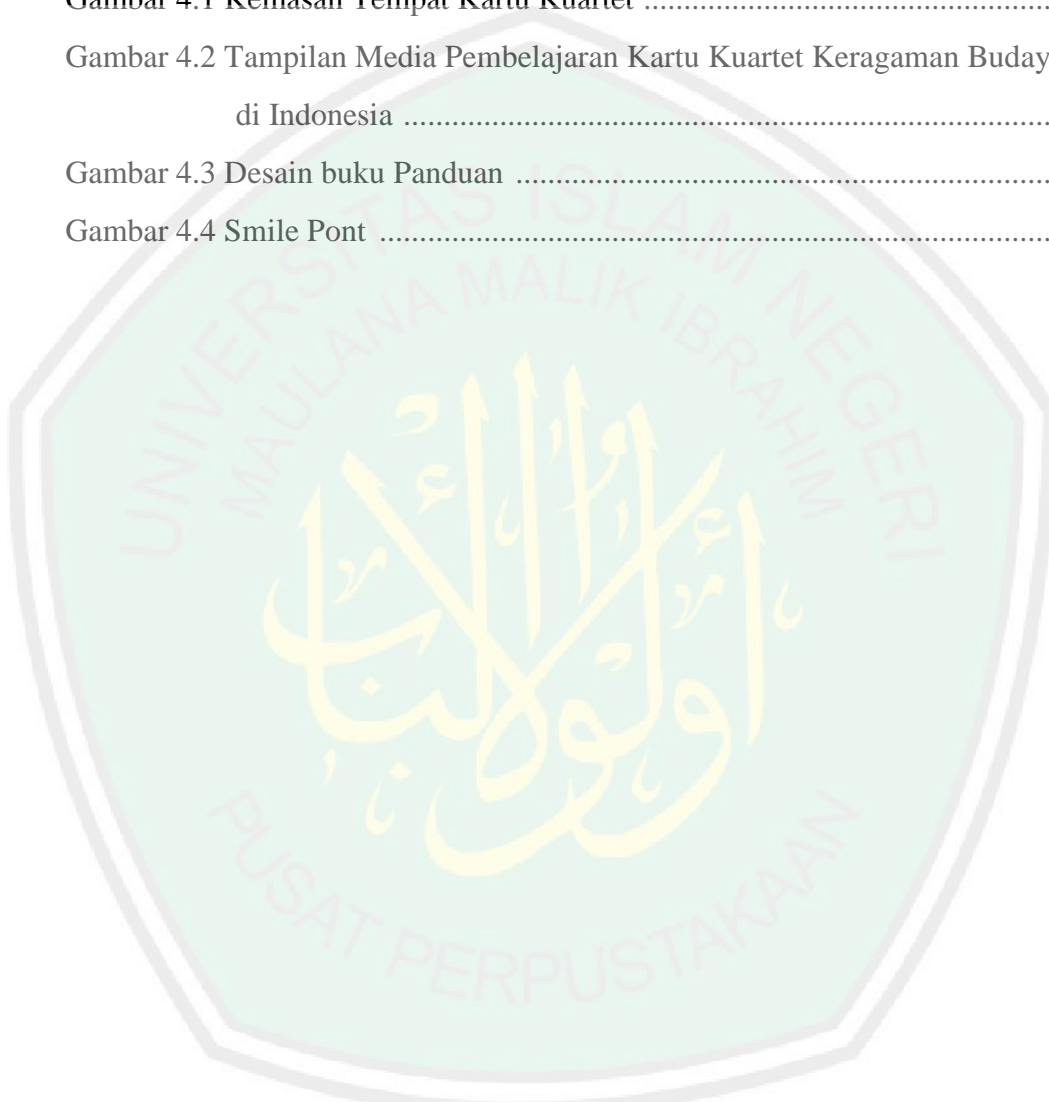 Gambar 4.1 Kemasan Tempat Kartu Kuartet ................................................
Gambar 4.2 Tampilan Media Pembelajaran Kartu Kuartet Keragaman Buday
di Indonesia ................................................................................
Gambar 4.3 Desain buku Panduan ................................................................
Gambar 4.4 Smile Pont ................................................................................
UNIVERSITAS ISLAM NEGERI
MAULANA MALIK IBRAHIM
أولوا الألباب
PUSAT PERPUSTAKAAN